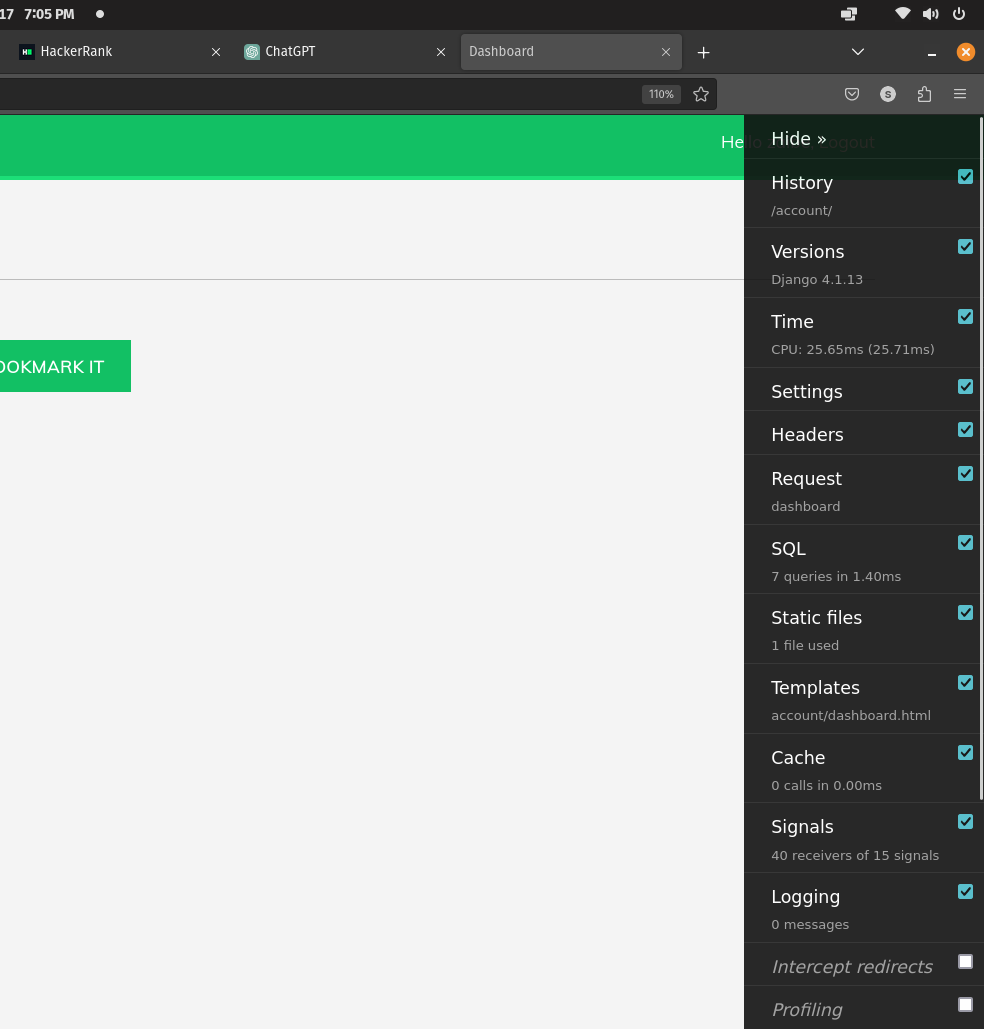 17 7:05 PM
HackerRank
ChatGPT
Dashboard
110%
S
Hello
Logout
Hide »
History
/account/
Versions
Django 4.1.13
Time
CPU: 25.65ms (25.71ms)
OOKMARK IT
Settings
Headers
Request
dashboard
SQL
7 queries in 1.40ms
Static files
1 file used
Templates
account/dashboard.html
Cache
0 calls in 0.00ms
Signals
40 receivers of 15 signals
Logging
0 messages
Intercept redirects
Profiling